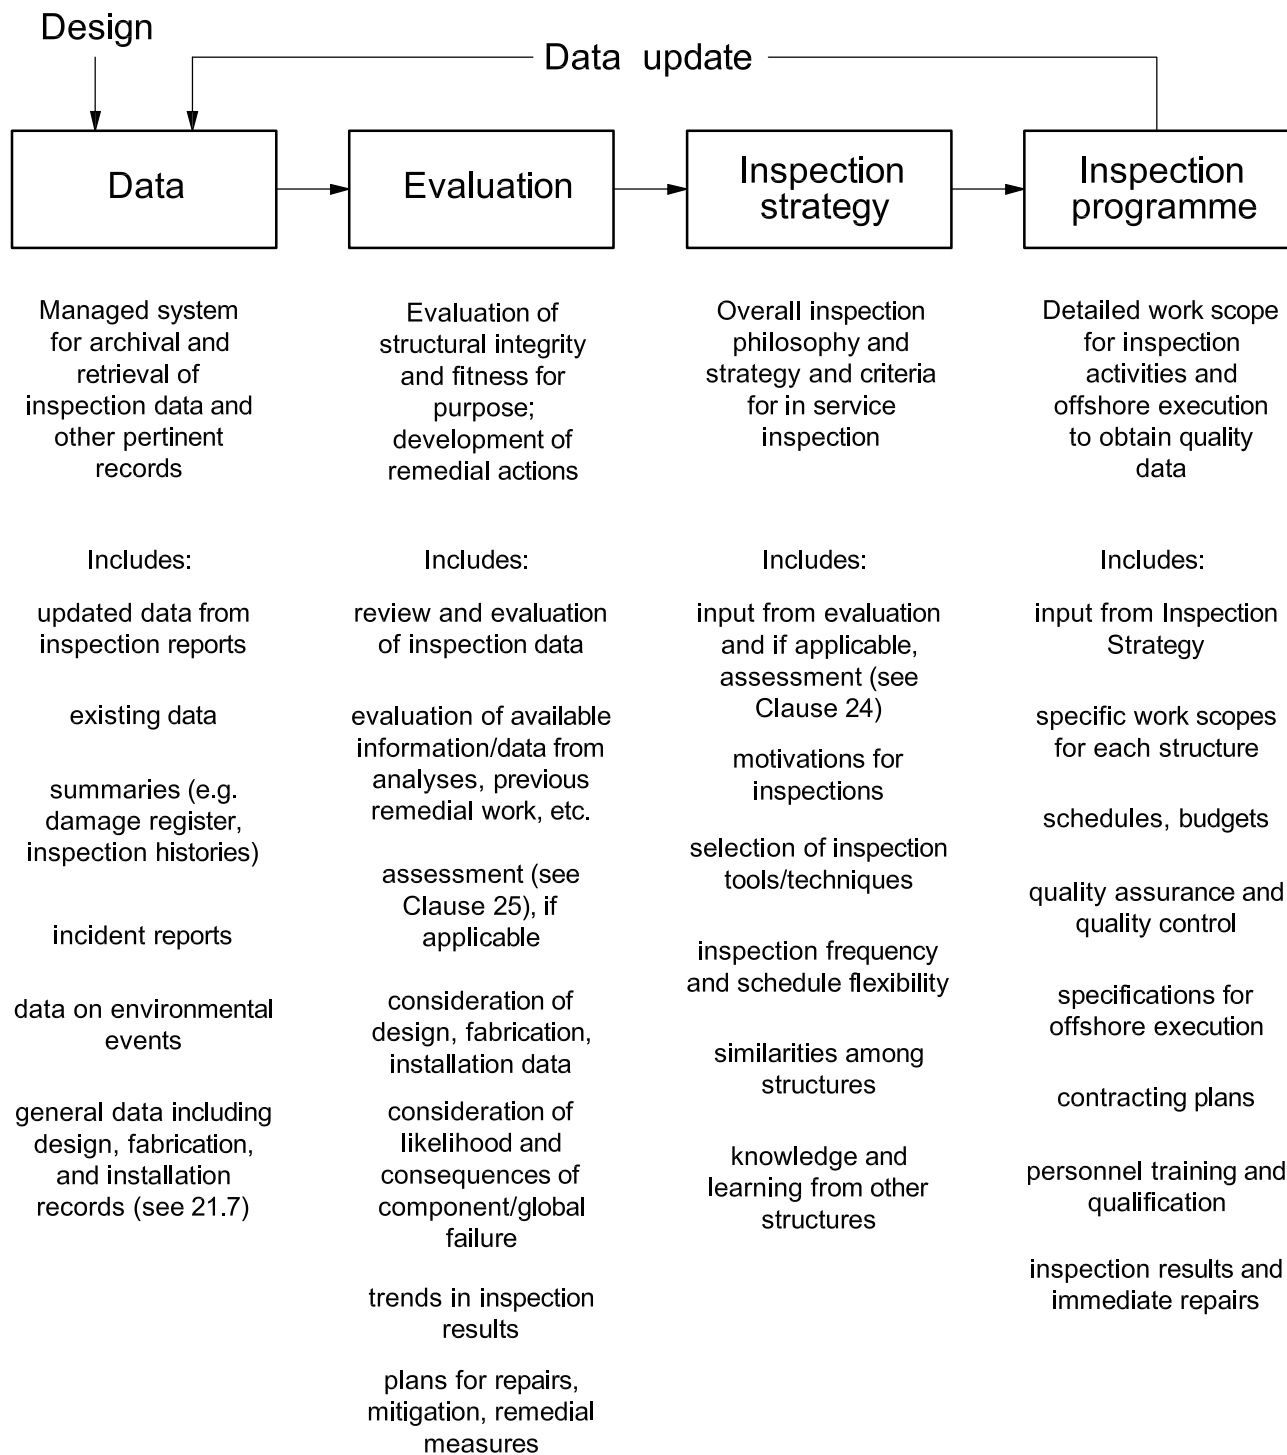 Design
Data update
Data
Evaluation
Inspection
strategy
Inspection
programme
Managed system
for archival and
retrieval of
inspection data and
other pertinent
records
Evaluation of
structural integrity
and fitness for
purpose;
development of
remedial actions
Overall inspection
philosophy and
strategy and criteria
for in service
inspection
Detailed work scope
for inspection
activities and
offshore execution
to obtain quality
data
Includes:
updated data from
inspection reports
existing data
summaries (e.g.
damage register,
inspection histories)
incident reports
data on environmental
events
general data including
design, fabrication,
and installation
records (see 21.7)
Includes:
review and evaluation
of inspection data
evaluation of available
information/data from
analyses, previous
remedial work, etc.
assessment (see
Clause 25), if
applicable
consideration of
design, fabrication,
installation data
consideration of
likelihood and
consequences of
component/global
failure
trends in inspection
results
plans for repairs,
mitigation, remedial
measures
Includes:
input from evaluation
and if applicable,
assessment (see
Clause 24)
motivations for
inspections
selection of inspection
tools/techniques
inspection frequency
and schedule flexibility
similarities among
structures
knowledge and
learning from other
structures
Includes:
input from Inspection
Strategy
specific work scopes
for each structure
schedules, budgets
quality assurance and
quality control
specifications for
offshore execution
contracting plans
personnel training and
qualification
inspection results and
immediate repairs